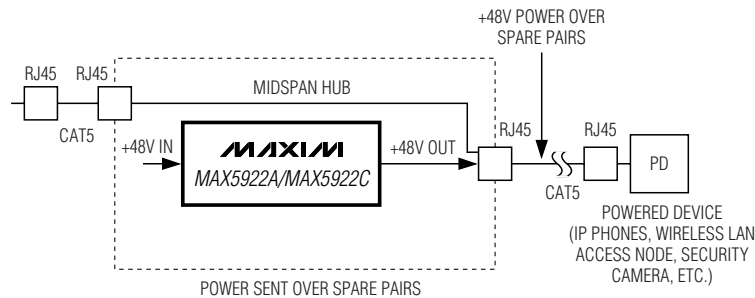 +48V POWER OVER
SPARE PAIRS
RJ45
RJ45
MIDSPAN HUB
CAT5
+48V IN
MAXIM
MAX5922A/MAX5922C
+48V OUT
RJ45
RJ45
CAT5
PD
POWERED DEVICE
(IP PHONES, WIRELESS LAN
ACCESS NODE, SECURITY
CAMERA, ETC.)
POWER SENT OVER SPARE PAIRS